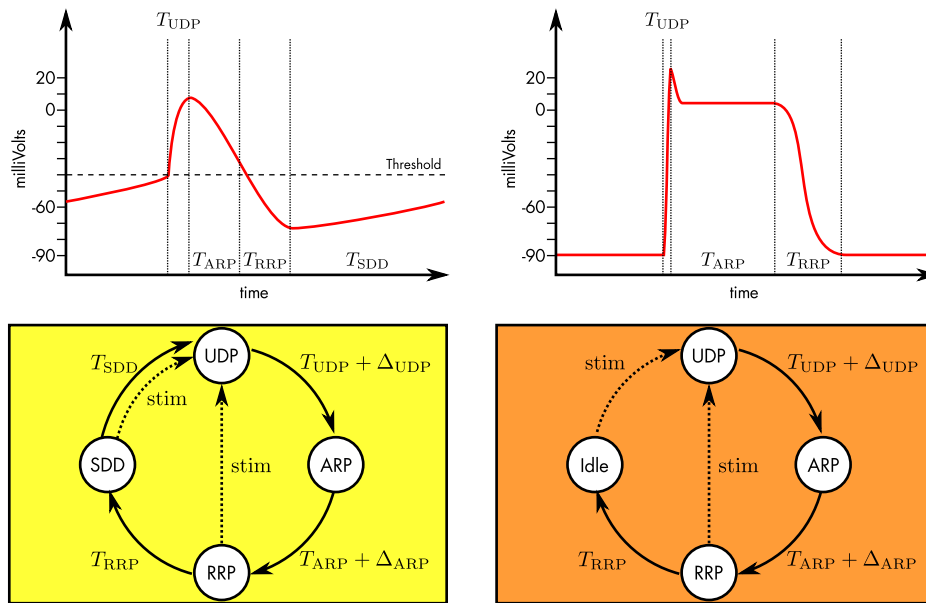 T_UDP
20
0
-60
-90
milliVolts
Threshold
T_ARP T_RRP T_SDD
time
T_UDP
20
0
-60
-90
milliVolts
T_ARP T_RRP
time
UDP
T_SDD
T_UDP + Δ_UDP
stim
SDD
stim
ARP
T_RRP
T_ARP + Δ_ARP
RRP
UDP
stim
T_UDP + Δ_UDP
Idle
stim
ARP
T_RRP
T_ARP + Δ_ARP
RRP